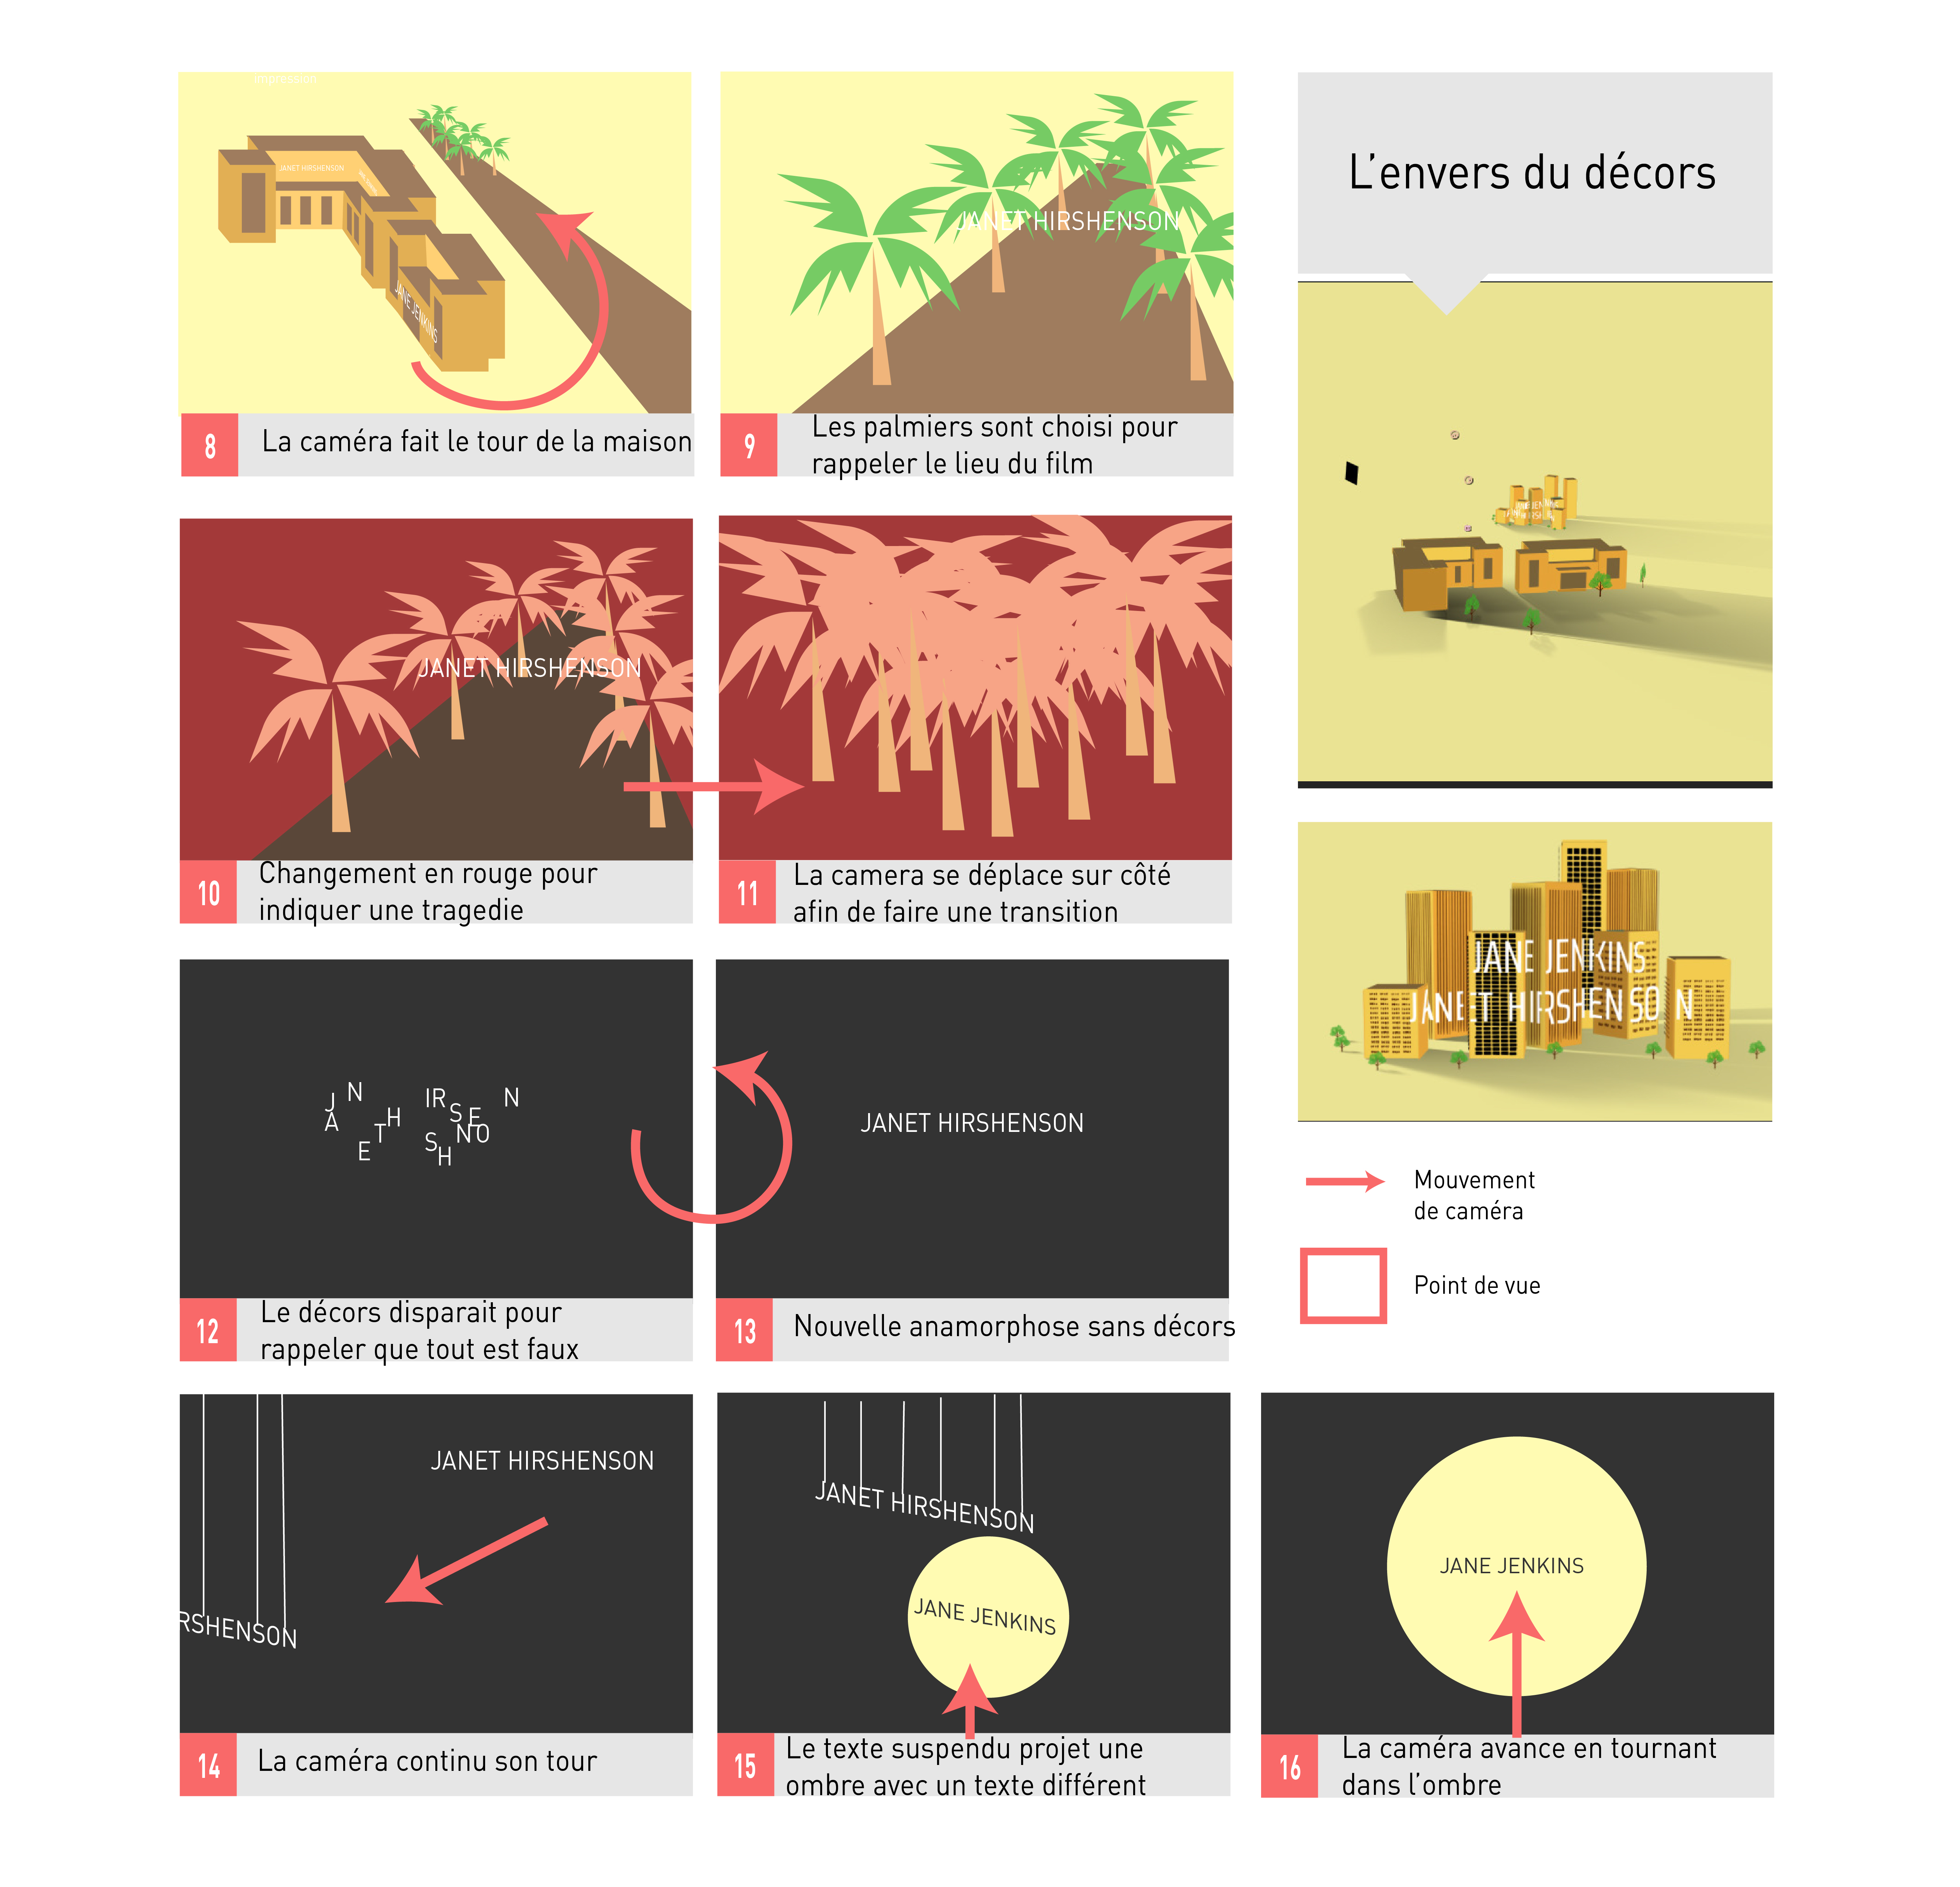 impression
JANET HIRSHENSON
JANE JENKINS
JANE JENKINS
8
La caméra fait le tour de la maison
JANET HIRSHENSON
9
Les palmiers sont choisi pour
rappeler le lieu du film
L’envers du décors
JANET HIRSHENSON
10
Changement en rouge pour
indiquer une tragedie
11
La camera se déplace sur côté
afin de faire une transition
JANE JENKINS
JANET HIRSHENSON
J N IR N
A H S E
T S NO
E H
12
Le décors disparait pour
rappeler que tout est faux
JANET HIRSHENSON
13
Nouvelle anamorphose sans décors
Mouvement
de caméra
Point de vue
JANET HIRSHENSON
RSHENSON
14
La caméra continu son tour
JANET HIRSHENSON
JANE JENKINS
15
Le texte suspendu projet une
ombre avec un texte différent
JANE JENKINS
16
La caméra avance en tournant
dans l’ombre